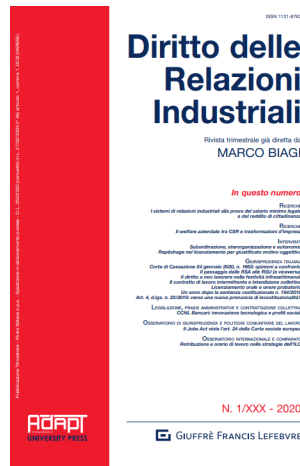 ISSN 1121-8762
Diritto delle
Relazioni
Industriali
Rivista trimestrale già diretta da
MARCO BIAGI
In questo numero
RICERCHE
I sistemi di relazioni industriali alla prova del salario minimo legale
e del reddito di cittadinanza
RICERCHE
Il welfare aziendale tra CSR e trasformazioni d'impresa
INTERVENTI
Subordinazione, eterorganizzazione e autonomia
Repêchage nel licenziamento per giustificato motivo oggettivo
GIURISPRUDENZA ITALIANA
Corte di Cassazione 24 gennaio 2020, n. 1663: opinioni a confronto
Il passaggio dalle RSA alle RSU (e viceversa)
Il diritto a non lavorare nelle festività infrasettimanali
Il contratto di lavoro intermittente e interdizione collettiva
Licenziamento orale e onere probatorio
Un anno dopo la sentenza costituzionale n. 194/2018
Art. 4, d.lgs. n. 23/2015: verso una nuova pronuncia di incostituzionalità?
LEGISLAZIONE, PRASSI AMMINISTRATIVE E CONTRATTAZIONE COLLETTIVA
CCNL Bancari: innovazione tecnologica e profili sociali
OSSERVATORIO DI GIURISPRUDENZA E POLITICHE COMUNITARIE DEL LAVORO
Il Jobs Act viola l'art. 24 della Carta sociale europea
OSSERVATORIO INTERNAZIONALE E COMPARATO
Retribuzione e orario di lavoro nelle strategie dell'ILO
N. 1/XXX - 2020
GIUFFRÈ FRANCIS LEFEBVRE
ADAPT
UNIVERSITY PRESS